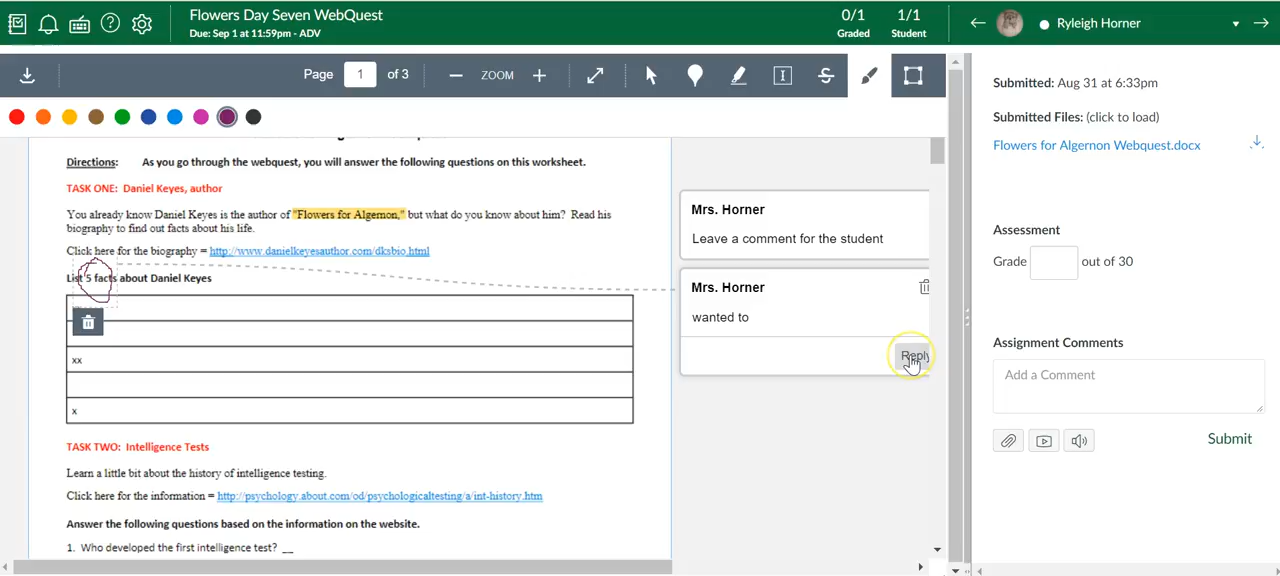 Flowers Day Seven WebQuest
Due: Sep 1 at 11:59pm - ADV
0/1
Graded
1/1
Student
Ryleigh Horner
Page 1 of 3
ZOOM
Directions: As you go through the webquest, you will answer the following questions on this worksheet.
TASK ONE: Daniel Keyes, author
You already know Daniel Keyes is the author of "Flowers for Algernon," but what do you know about him? Read his
biography to find out facts about his life.
Click here for the biography = http://www.danielkeyesauthor.com/dksbio.html
List 5 facts about Daniel Keyes
xx
x
TASK TWO: Intelligence Tests
Learn a little bit about the history of intelligence testing.
Click here for the information = http://psychology.about.com/od/psychologicaltesting/a/int-history.htm
Answer the following questions based on the information on the website.
1. Who developed the first intelligence test? __
Mrs. Horner
Leave a comment for the student
Mrs. Horner
wanted to
Reply
Submitted: Aug 31 at 6:33pm
Submitted Files: (click to load)
Flowers for Algernon Webquest.docx
Assessment
Grade out of 30
Assignment Comments
Add a Comment
Submit